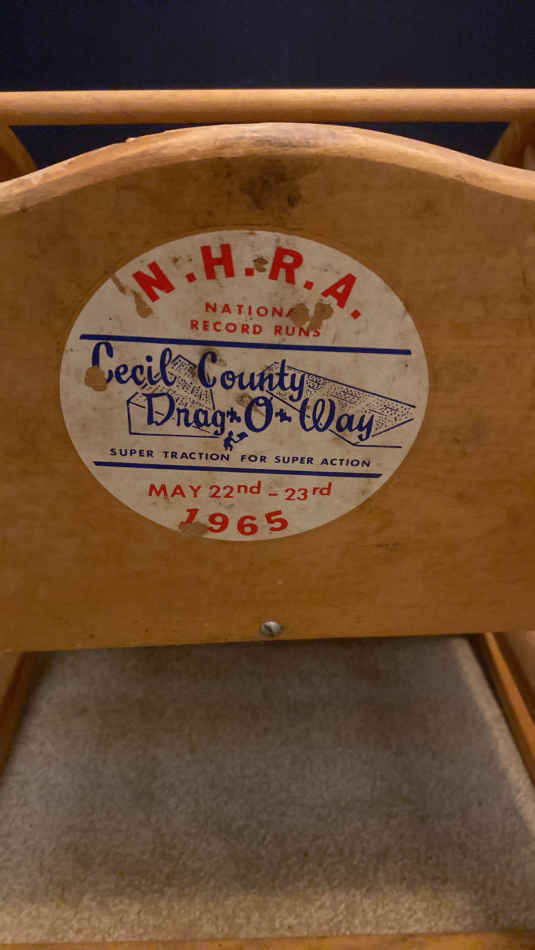 N.H.R.A.
NATIONAL
RECORD RUNS
Cecil County
Drag-O-Way
SUPER TRACTION FOR SUPER ACTION
MAY 22nd - 23rd
1965